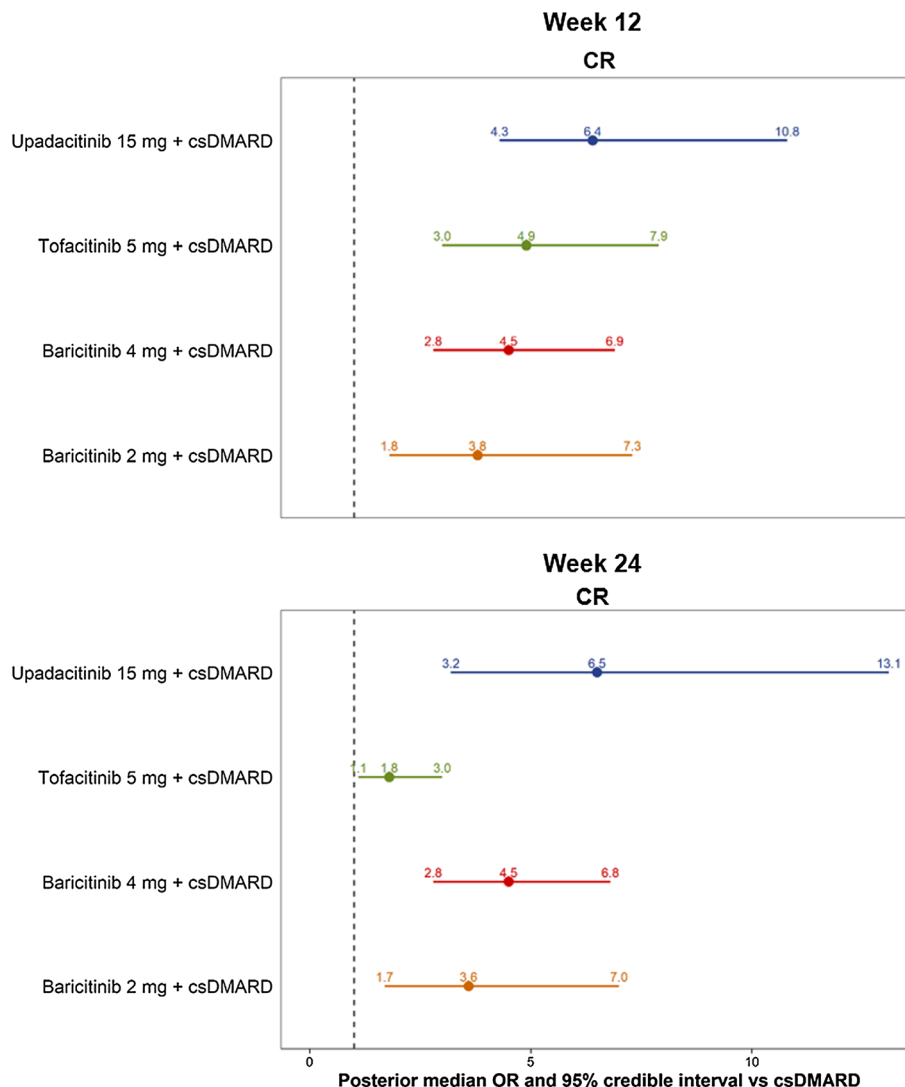 Week 12
CR
Upadacitinib 15 mg + csDMARD
4.3 6.4 10.8
Tofacitinib 5 mg + csDMARD
3.0 4.9 7.9
Baricitinib 4 mg + csDMARD
2.8 4.5 6.9
Baricitinib 2 mg + csDMARD
1.8 3.8 7.3
Week 24
CR
Upadacitinib 15 mg + csDMARD
3.2 6.5 13.1
Tofacitinib 5 mg + csDMARD
1.1 1.8 3.0
Baricitinib 4 mg + csDMARD
2.8 4.5 6.8
Baricitinib 2 mg + csDMARD
1.7 3.6 7.0
0 5 10
Posterior median OR and 95% credible interval vs csDMARD